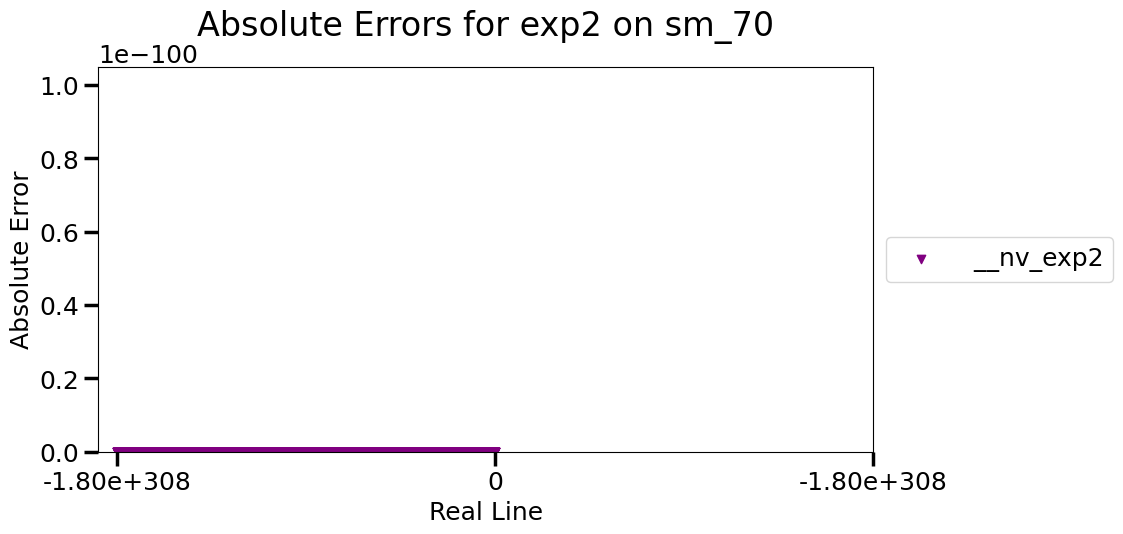 Absolute Errors for exp2 on sm_70
1e−100
1.0
0.8
0.6
0.4
0.2
0.0
Absolute Error
-1.80e+308
0
-1.80e+308
Real Line
__nv_exp2